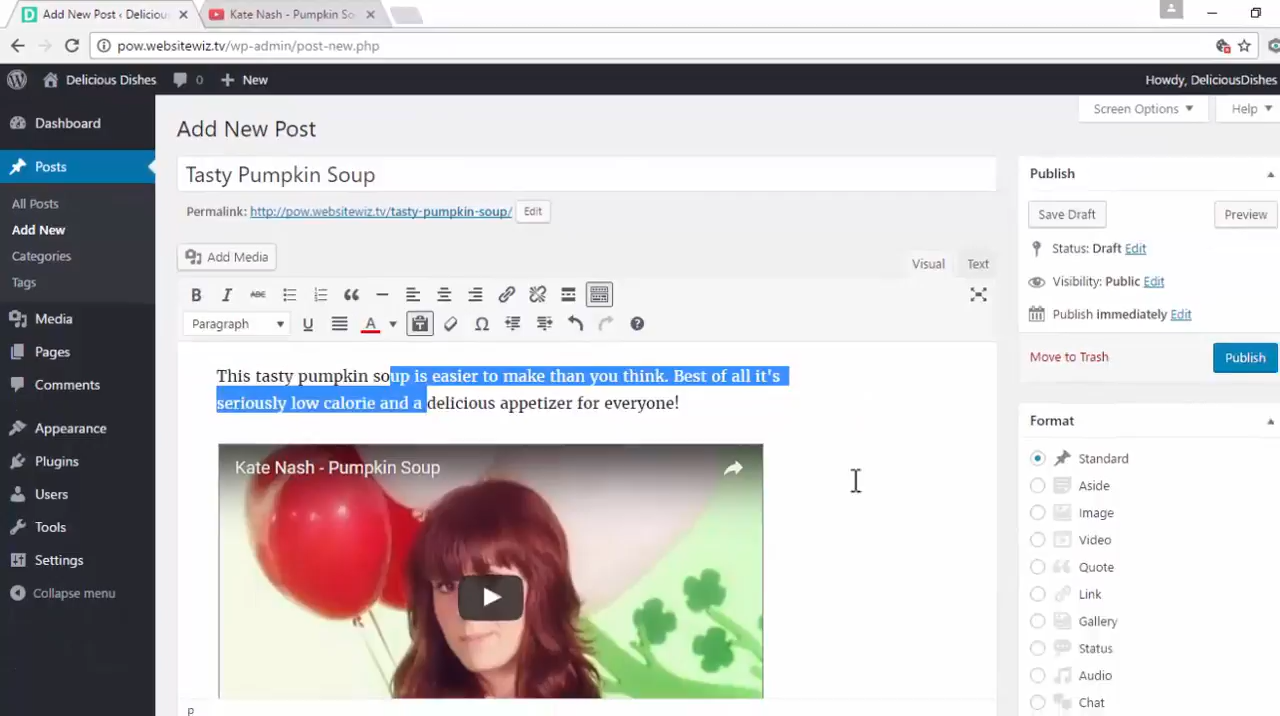 Add New Post ‹ Deliciou
Kate Nash - Pumpkin So
pow.websitewiz.tv/wp-admin/post-new.php
Delicious Dishes
0
New
Howdy, DeliciousDishes
Screen Options
Help
Dashboard
Posts
All Posts
Add New
Categories
Tags
Media
Pages
Comments
Appearance
Plugins
Users
Tools
Settings
Collapse menu
Add New Post
Tasty Pumpkin Soup
Permalink: http://pow.websitewiz.tv/tasty-pumpkin-soup/ Edit
Add Media
Visual
Text
B I ABC
Paragraph
U A
This tasty pumpkin soup is easier to make than you think. Best of all it's
seriously low calorie and a delicious appetizer for everyone!
Kate Nash - Pumpkin Soup
p
Publish
Save Draft
Preview
Status: Draft Edit
Visibility: Public Edit
Publish immediately Edit
Move to Trash
Publish
Format
Standard
Aside
Image
Video
Quote
Link
Gallery
Status
Audio
Chat